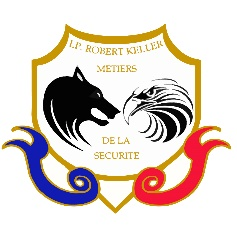 LP. ROBERT KELLER
METIERS
DE LA
SECURITE